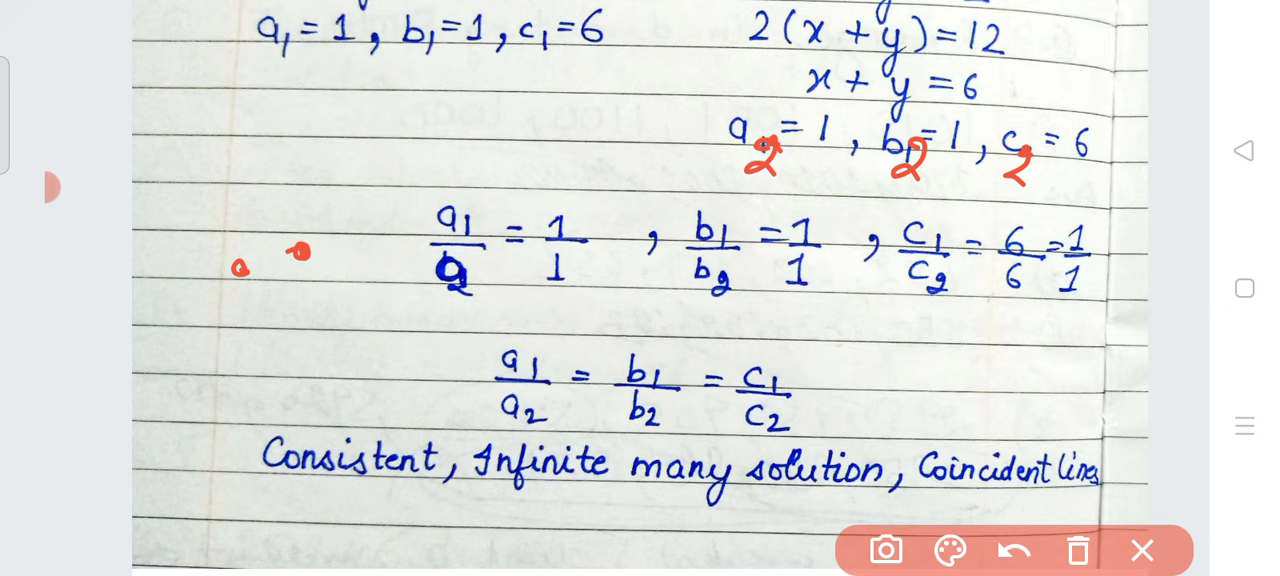 a₁ = 1, b₁ = 1, c₁ = 6
2(x + y) = 12
x + y = 6
a₂ = 1, b₂ = 1, c₂ = 6
a₁/a₂ = 1/1, b₁/b₂ = 1/1, c₁/c₂ = 6/6 = 1/1
a₁/a₂ = b₁/b₂ = c₁/c₂
Consistent, Infinite many solution, Coincident lines